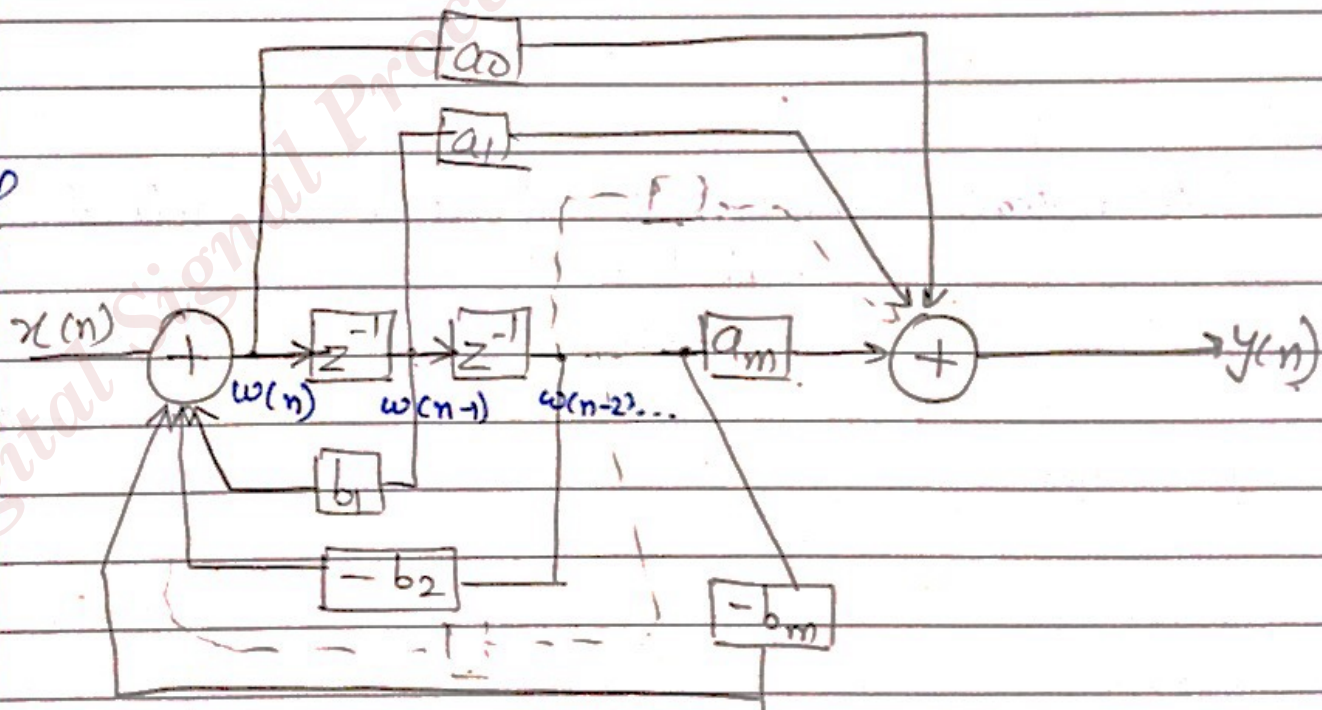 a0
a1
x(n)
+
z^-1
z^-1
am
+
y(n)
w(n)
w(n-1)
w(n-2)...
b1
- b2
- bm